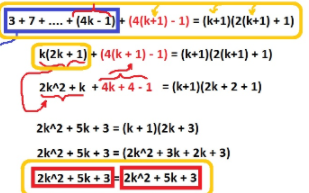 3 + 7 + .... + (4k - 1) + (4(k+1) - 1) = (k+1)(2(k+1) + 1)
k(2k + 1) + (4(k + 1) - 1) = (k+1)(2(k+1) + 1)
2k^2 + k + 4k + 4 - 1 = (k+1)(2k + 2 + 1)
2k^2 + 5k + 3 = (k + 1)(2k + 3)
2k^2 + 5k + 3 = (2k^2 + 3k + 2k + 3)
2k^2 + 5k + 3 = 2k^2 + 5k + 3